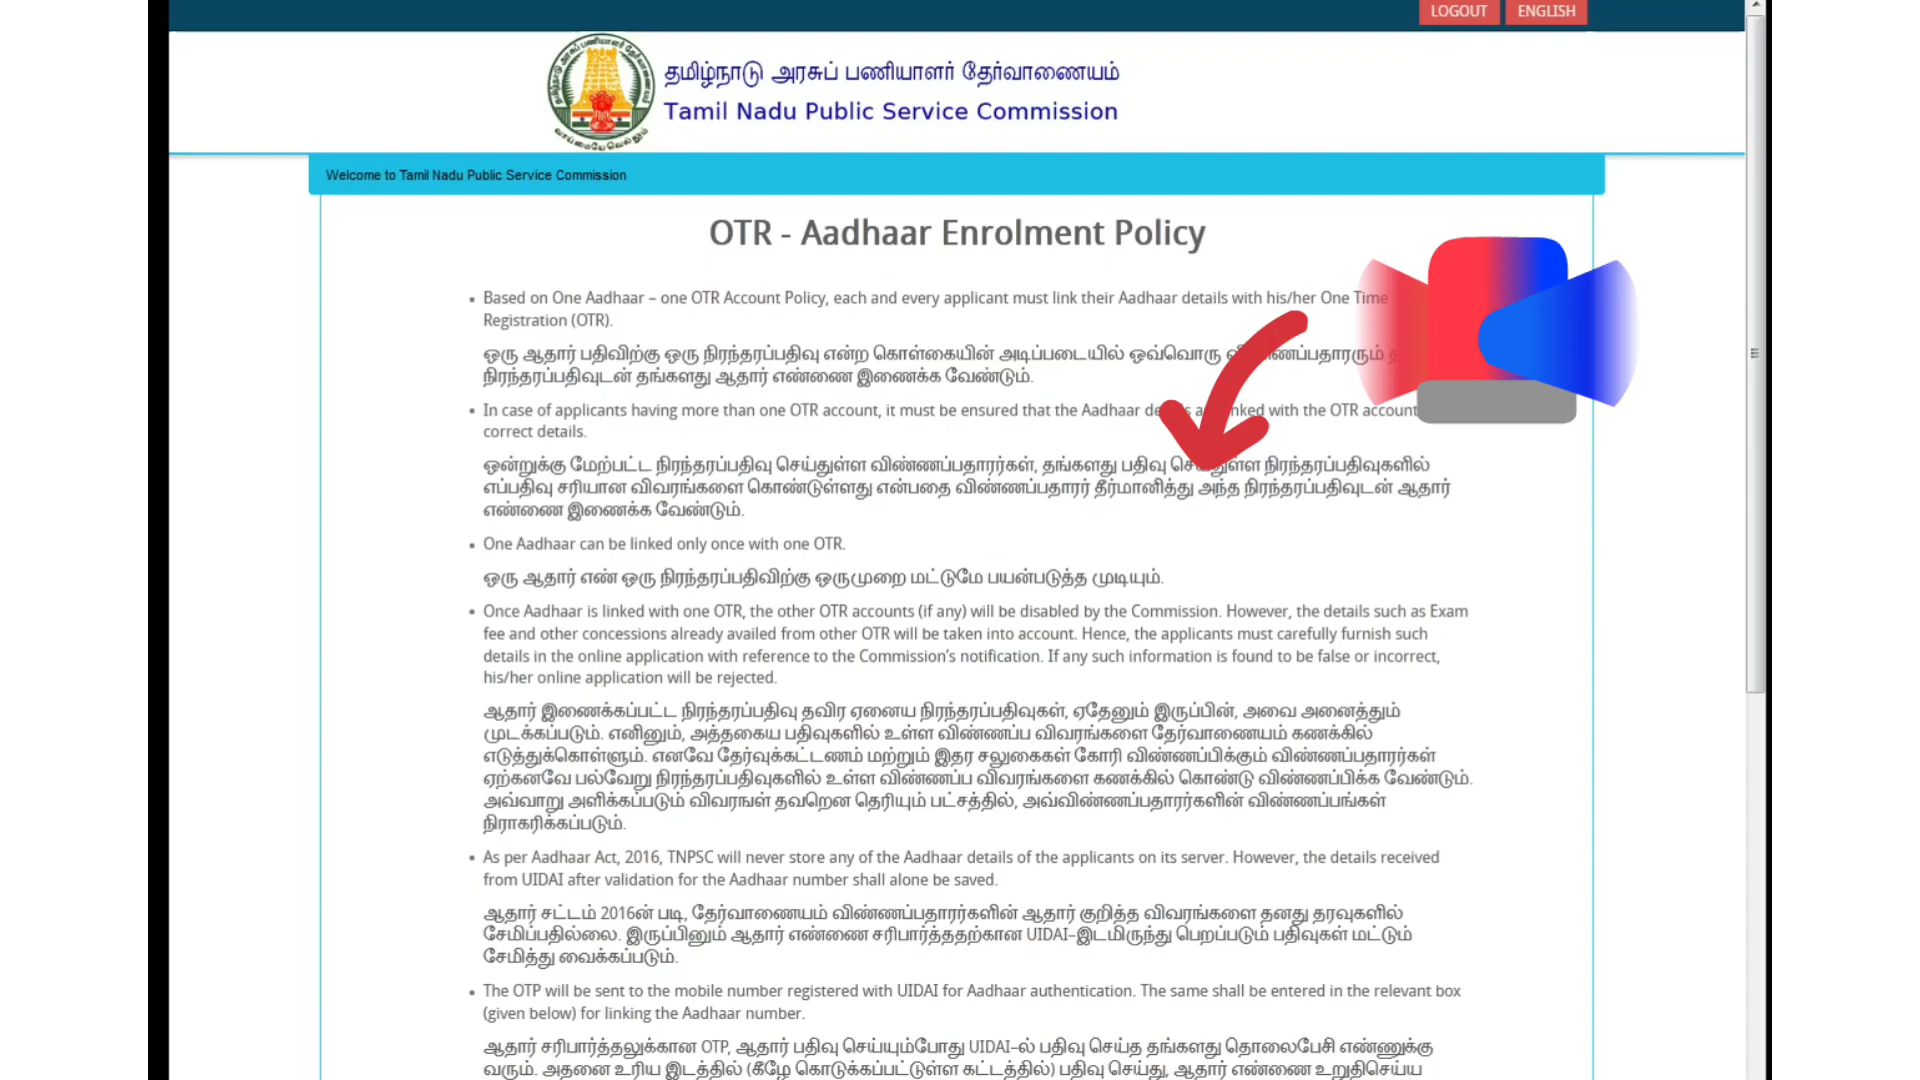 LOGOUT ENGLISH
தமிழ்நாடு அரசுப் பணியாளர் தேர்வாணையம்
Tamil Nadu Public Service Commission
வாய்மையே வெல்லும்
Welcome to Tamil Nadu Public Service Commission
OTR - Aadhaar Enrolment Policy
• Based on One Aadhaar – one OTR Account Policy, each and every applicant must link their Aadhaar details with his/her One Time
Registration (OTR).
ஒரு ஆதார் பதிவிற்கு ஒரு நிரந்தரப்பதிவு என்ற கொள்கையின் அடிப்படையில் ஒவ்வொரு
நிரந்தரப்பதிவுடன் தங்களது ஆதார் எண்ணை இணைக்க வேண்டும்.
• In case of applicants having more than one OTR account, it must be ensured that the Aadhaar with the OTR account
correct details.
ஒன்றுக்கு மேற்பட்ட நிரந்தரப்பதிவு செய்துள்ள விண்ணப்பதாரர்கள், தங்களது பதிவு செய்துள்ள நிரந்தரப்பதிவுகளில்
எப்பதிவு சரியான விவரங்களை கொண்டுள்ளது என்பதை விண்ணப்பதாரர் தீர்மானித்து அந்த நிரந்தரப்பதிவுடன் ஆதார்
எண்ணை இணைக்க வேண்டும்.
• One Aadhaar can be linked only once with one OTR.
ஒரு ஆதார் எண் ஒரு நிரந்தரப்பதிவிற்கு ஒருமுறை மட்டுமே பயன்படுத்த முடியும்.
• Once Aadhaar is linked with one OTR, the other OTR accounts (if any) will be disabled by the Commission. However, the details such as Exam
fee and other concessions already availed from other OTR will be taken into account. Hence, the applicants must carefully furnish such
details in the online application with reference to the Commission's notification. If any such information is found to be false or incorrect,
his/her online application will be rejected.
ஆதார் இணைக்கப்பட்ட நிரந்தரப்பதிவு தவிர ஏனைய நிரந்தரப்பதிவுகள், ஏதேனும் இருப்பின், அவை அனைத்தும்
முடக்கப்படும். எனினும், அத்தகைய பதிவுகளில் உள்ள விண்ணப்ப விவரங்களை தேர்வாணையம் கணக்கில்
எடுத்துக்கொள்ளும். எனவே தேர்வுக்கட்டணம் மற்றும் இதர சலுகைகள் கோரி விண்ணப்பிக்கும் விண்ணப்பதாரர்கள்
ஏற்கனவே பல்வேறு நிரந்தரப்பதிவுகளில் உள்ள விண்ணப்ப விவரங்களை கணக்கில் கொண்டு விண்ணப்பிக்க வேண்டும்.
அவ்வாறு அளிக்கப்படும் விவரஙள் தவறென தெரியும் பட்சத்தில், அவ்விண்ணப்பதாரர்களின் விண்ணப்பங்கள்
நிராகரிக்கப்படும்.
• As per Aadhaar Act, 2016, TNPSC will never store any of the Aadhaar details of the applicants on its server. However, the details received
from UIDAI after validation for the Aadhaar number shall alone be saved.
ஆதார் சட்டம் 2016ன் படி, தேர்வாணையம் விண்ணப்பதாரர்களின் ஆதார் குறித்த விவரங்களை தனது தரவுகளில்
சேமிப்பதில்லை. இருப்பினும் ஆதார் எண்ணை சரிபார்த்ததற்கான UIDAI–இடமிருந்து பெறப்படும் பதிவுகள் மட்டும்
சேமித்து வைக்கப்படும்.
• The OTP will be sent to the mobile number registered with UIDAI for Aadhaar authentication. The same shall be entered in the relevant box
(given below) for linking the Aadhaar number.
ஆதார் சரிபார்த்தலுக்கான OTP, ஆதார் பதிவு செய்யும்போது UIDAI–ல் பதிவு செய்த தங்களது தொலைபேசி எண்ணுக்கு
வரும். அதனை உரிய இடத்தில் (கீழே கொடுக்கப்பட்டுள்ள கட்டத்தில்) பதிவு செய்து, ஆதார் எண்ணை உறுதிசெய்ய